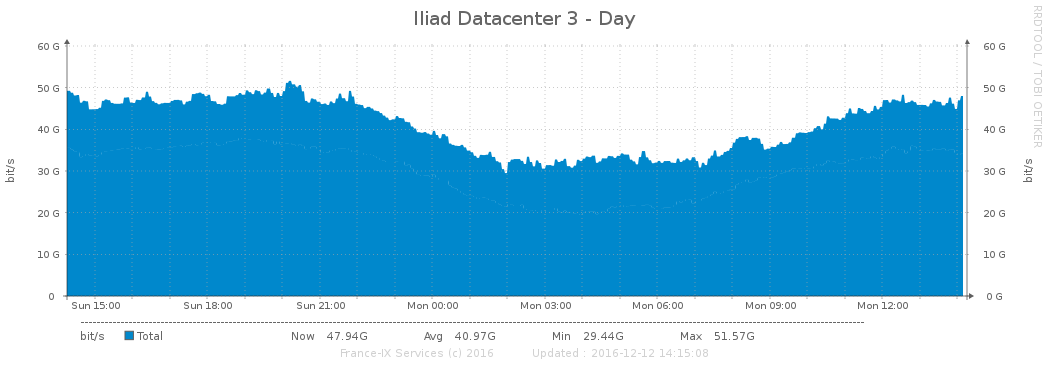 Iliad Datacenter 3 - Day
RRDTOOL / TOBI OETIKER
60 G 60 G
50 G 50 G
40 G 40 G
30 G 30 G
20 G 20 G
10 G 10 G
0 0 G
bit/s bit/s
Sun 15:00 Sun 18:00 Sun 21:00 Mon 00:00 Mon 03:00 Mon 06:00 Mon 09:00 Mon 12:00
bit/s Total Now 47.94G Avg 40.97G Min 29.44G Max 51.57G
France-IX Services (c) 2016 Updated : 2016-12-12 14:15:08